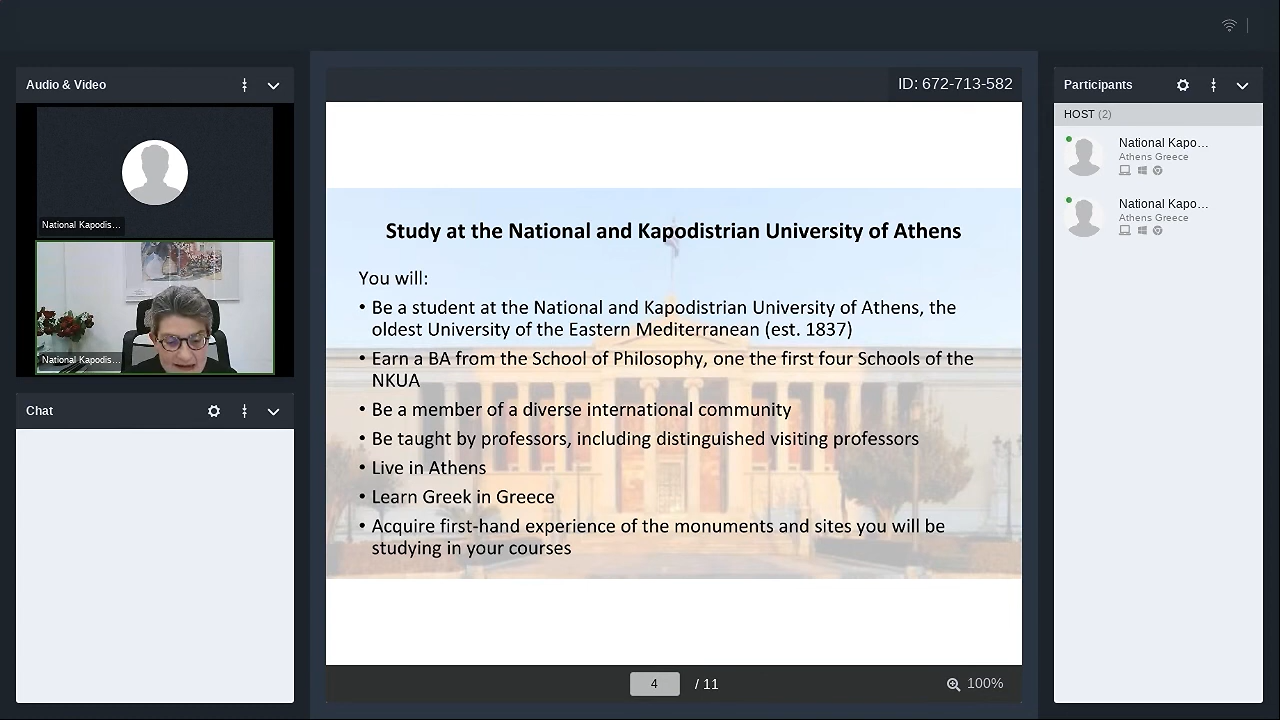 Audio & Video
National Kapodis...
National Kapodis...
Chat
ID: 672-713-582
Study at the National and Kapodistrian University of Athens
You will:
• Be a student at the National and Kapodistrian University of Athens, the
oldest University of the Eastern Mediterranean (est. 1837)
• Earn a BA from the School of Philosophy, one the first four Schools of the
NKUA
• Be a member of a diverse international community
• Be taught by professors, including distinguished visiting professors
• Live in Athens
• Learn Greek in Greece
• Acquire first-hand experience of the monuments and sites you will be
studying in your courses
4 / 11
100%
Participants
HOST (2)
National Kapo...
Athens Greece
National Kapo...
Athens Greece